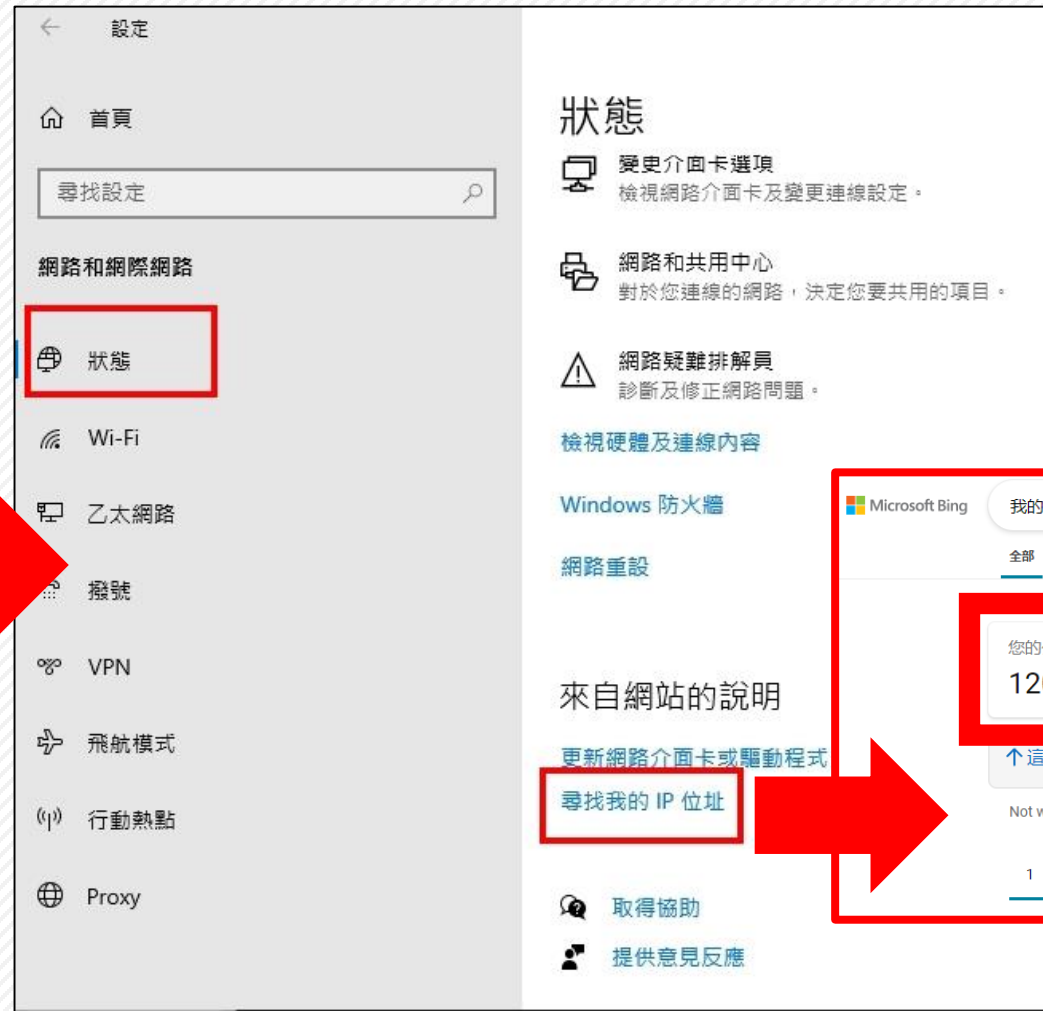 設定
首頁
尋找設定
網路和網際網路
狀態
Wi-Fi
乙太網路
撥號
VPN
飛航模式
行動熱點
Proxy
狀態
變更介面卡選項
檢視網路介面卡及變更連線設定。
網路和共用中心
對於您連線的網路，決定您要共用的項目。
網路疑難排解員
診斷及修正網路問題。
檢視硬體及連線內容
Windows 防火牆
網路重設
來自網站的說明
更新網路介面卡或驅動程式
尋找我的 IP 位址
取得協助
提供意見反應
Microsoft Bing
我的
全部
您的
12
這
Not
1